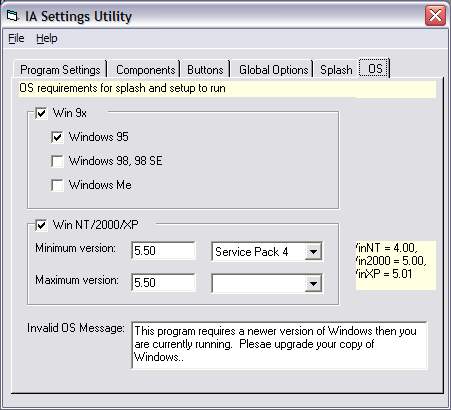 IA Settings Utility
File Help
Program Settings Components Buttons Global Options Splash OS
OS requirements for splash and setup to run
Win 9x
Windows 95
Windows 98, 98 SE
Windows Me
Win NT/2000/XP
Minimum version: 5.50 Service Pack 4
Maximum version: 5.50
inNT = 4.00,
in2000 = 5.00,
inXP = 5.01
Invalid OS Message:
This program requires a newer version of Windows then you
are currently running. Plesae upgrade your copy of
Windows..